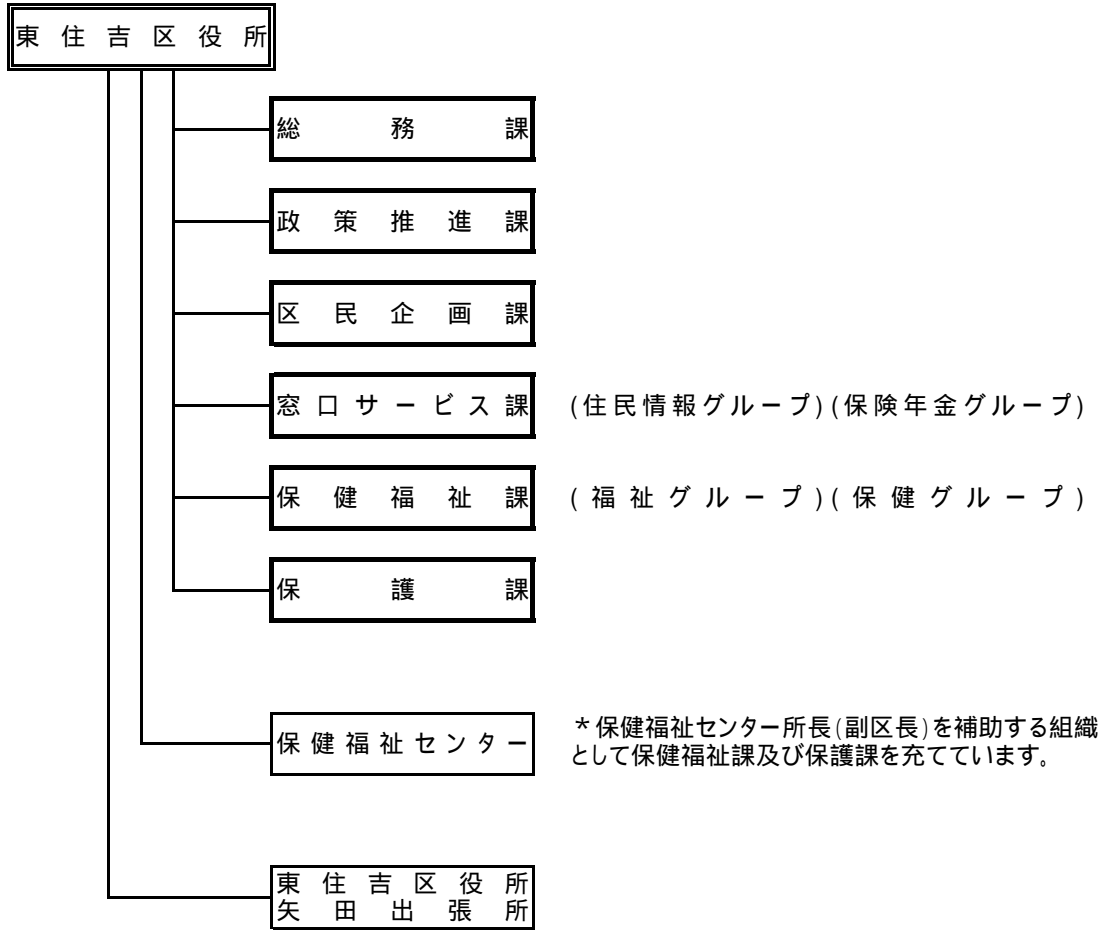 東住吉区役所
総務課
政策推進課
区民企画課
窓口サービス課 (住民情報グループ)(保険年金グループ)
保健福祉課 (福祉グループ)(保健グループ)
保護課
保健福祉センター
*保健福祉センター所長(副区長)を補助する組織
として保健福祉課及び保護課を充てています。
東住吉区役所
矢田出張所